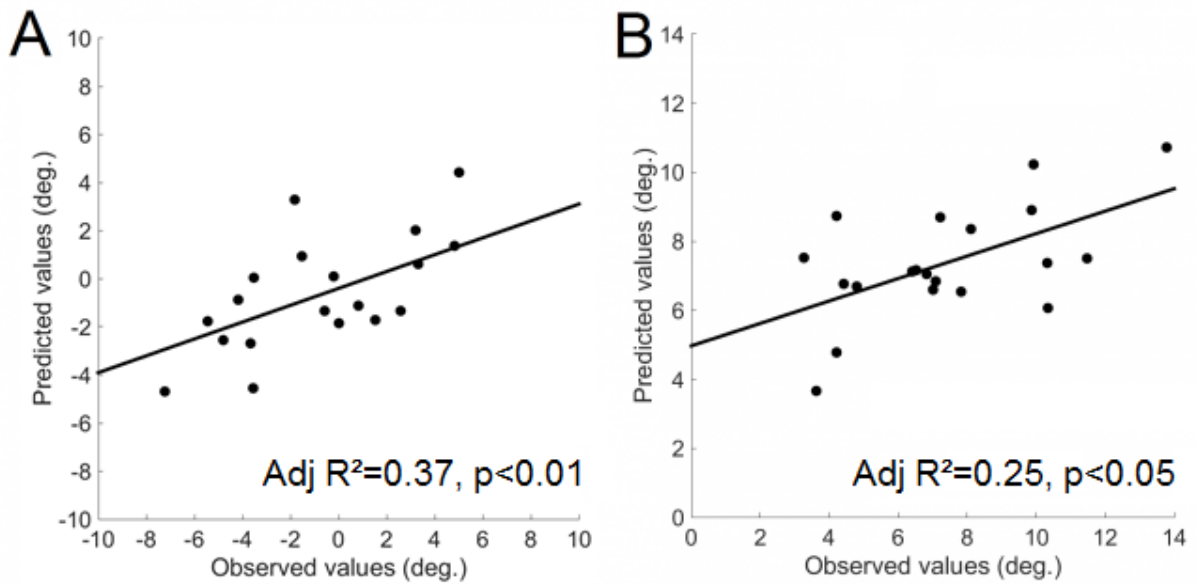 A
10
8
6
4
2
0
-2
-4
-6
-8
-10
Predicted values (deg.)
Adj R²=0.37, p<0.01
-10 -8 -6 -4 -2 0 2 4 6 8 10
Observed values (deg.)
B
14
12
10
8
6
4
2
0
Predicted values (deg.)
Adj R²=0.25, p<0.05
0 2 4 6 8 10 12 14
Observed values (deg.)